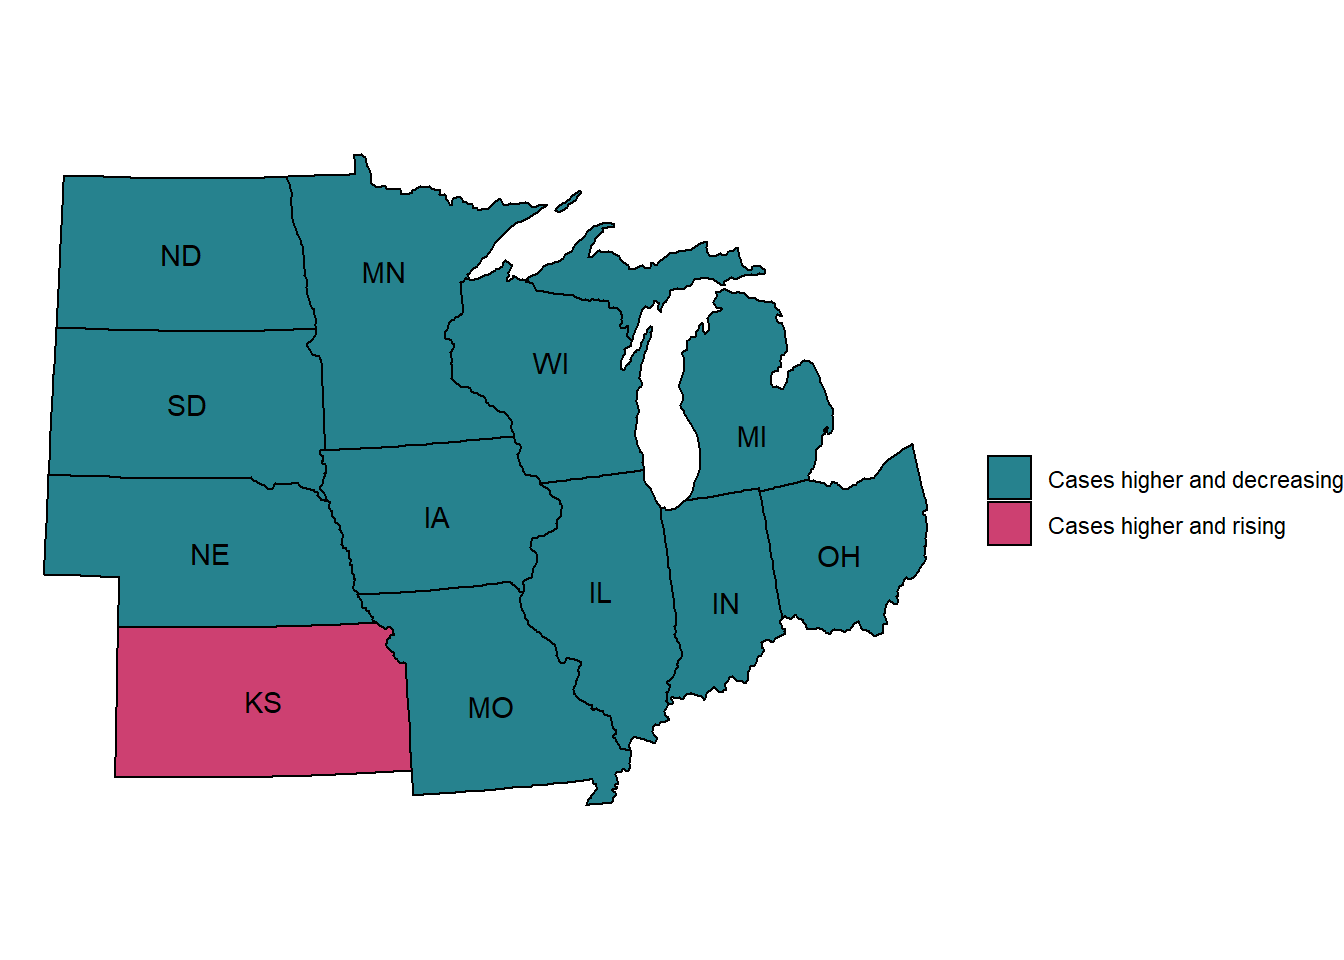 ND
MN
WI
SD
MI
IA
NE
OH
IL
IN
KS
MO
Cases higher and decreasing
Cases higher and rising